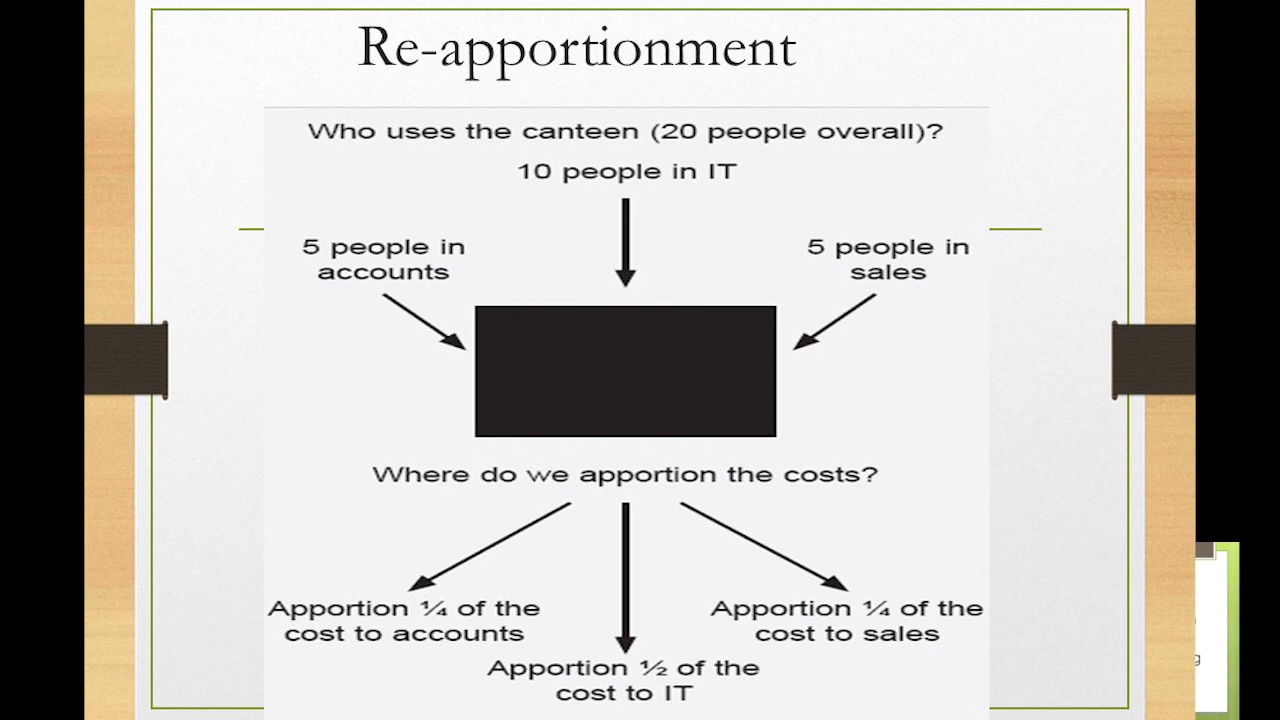 Re-apportionment
Who uses the canteen (20 people overall)?
10 people in IT
5 people in
accounts
5 people in
sales
Where do we apportion the costs?
Apportion ¼ of the
cost to accounts
Apportion ¼ of the
cost to sales
Apportion ½ of the
cost to IT
g